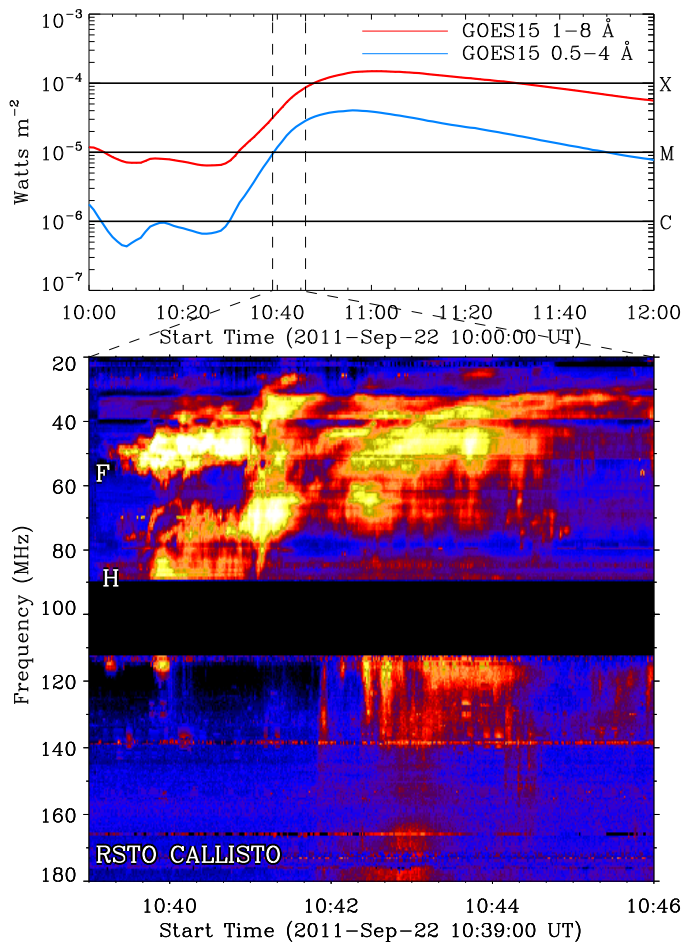 GOES15 1-8 Å
GOES15 0.5-4 Å
10⁻³
10⁻⁴
10⁻⁵
10⁻⁶
10⁻⁷
Watts m⁻²
X
M
C
10:00 10:20 10:40 11:00 11:20 11:40 12:00
Start Time (2011-Sep-22 10:00:00 UT)
20
40
60
80
100
120
140
160
180
Frequency (MHz)
F
H
RSTO CALLISTO
10:40 10:42 10:44 10:46
Start Time (2011-Sep-22 10:39:00 UT)